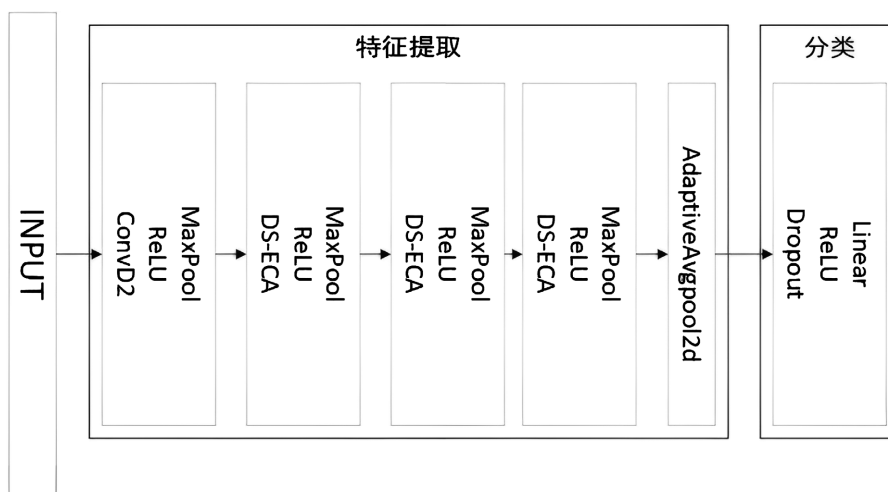 INPUT
特征提取
ConvD2
ReLU
MaxPool
DS-ECA
ReLU
MaxPool
DS-ECA
ReLU
MaxPool
DS-ECA
ReLU
MaxPool
AdaptiveAvgpool2d
分类
Dropout
ReLU
Linear